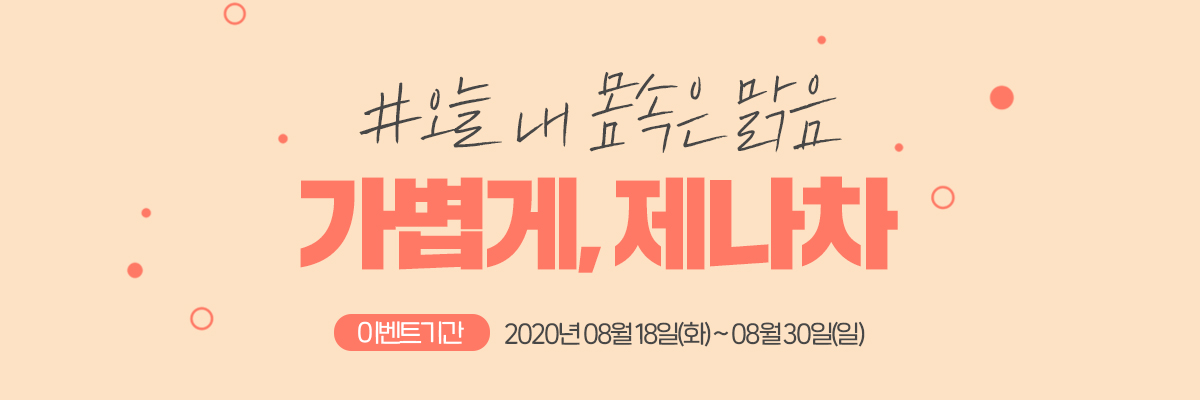 #오늘 내 몸속은 맑음
가볍게, 제나차
이벤트기간 2020년 08월 18일(화) ~ 08월 30일(일)